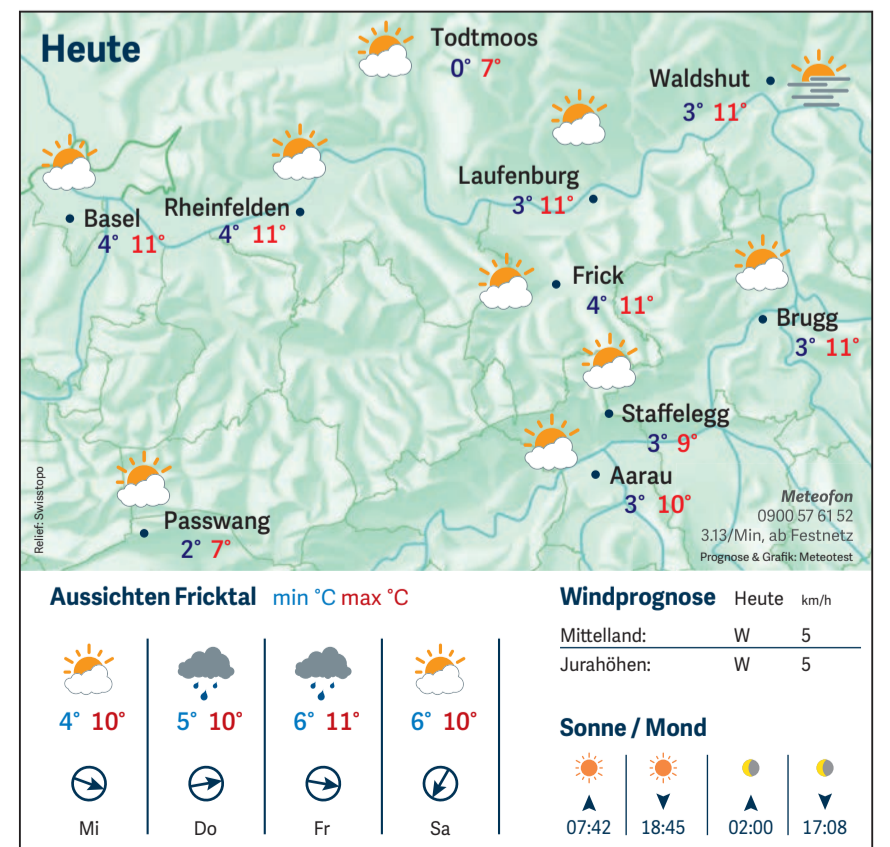 Heute
Todtmoos
0° 7°
Waldshut
3° 11°
Laufenburg
3° 11°
Rheinfelden
4° 11°
Basel
4° 11°
Frick
4° 11°
Brugg
3° 11°
Staffelegg
3° 9°
Aarau
3° 10°
Passwang
2° 7°
Relief: Swisstopo
Meteofon
0900 57 61 52
3.13/Min, ab Festnetz
Prognose & Grafik: Meteotest
Aussichten Fricktal min °C max °C
4° 10° 5° 10° 6° 11° 6° 10°
Mi Do Fr Sa
Windprognose Heute km/h
Mittelland: W 5
Jurahöhen: W 5
Sonne / Mond
07:42 18:45 02:00 17:08